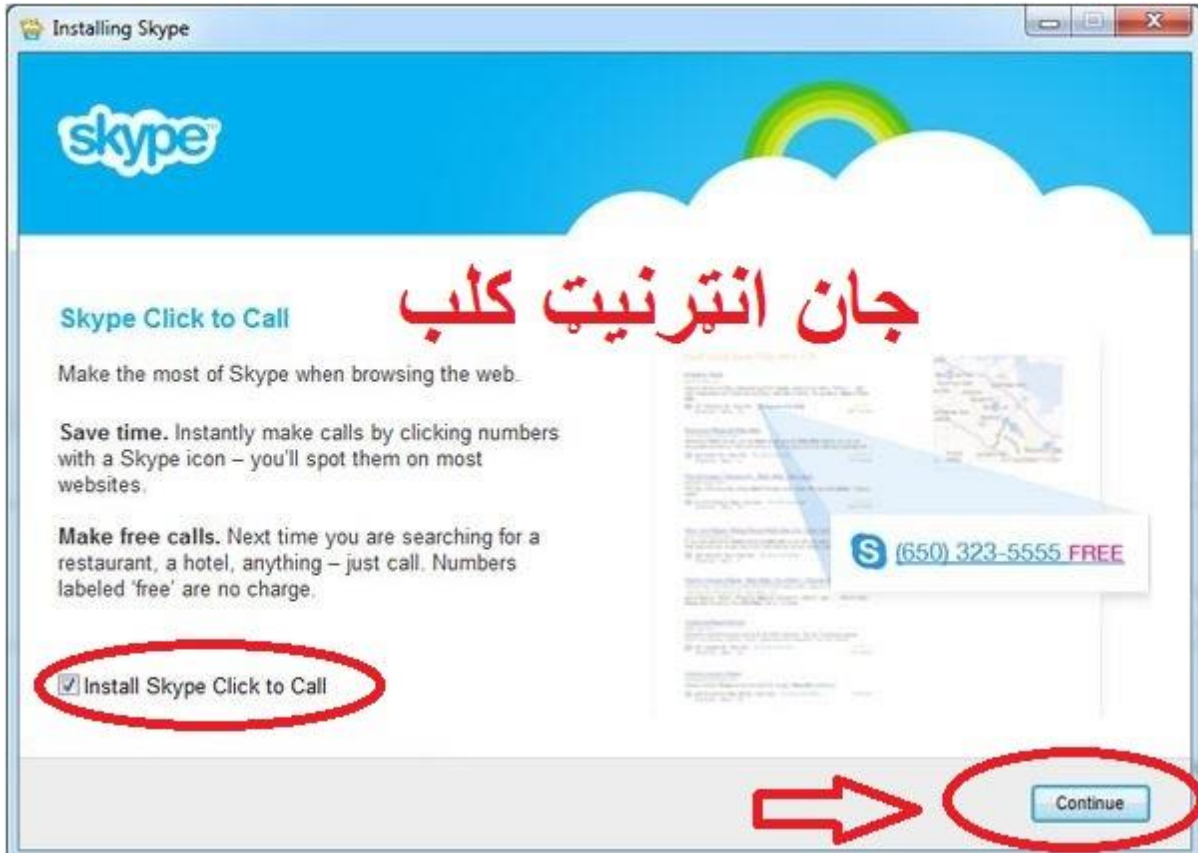 Installing Skype
skype
جان انټرنیټ کلب
Skype Click to Call
Make the most of Skype when browsing the web.
Save time. Instantly make calls by clicking numbers
with a Skype icon – you'll spot them on most
websites.
Make free calls. Next time you are searching for a
restaurant, a hotel, anything – just call. Numbers
labeled 'free' are no charge.
S (650) 323-5555 FREE
Install Skype Click to Call
Continue